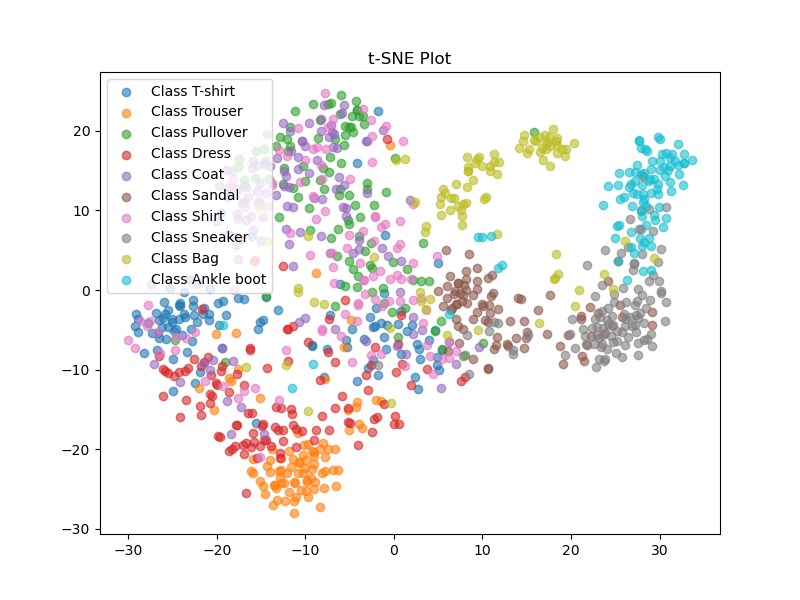 t-SNE Plot
Class T-shirt
Class Trouser
Class Pullover
Class Dress
Class Coat
Class Sandal
Class Shirt
Class Sneaker
Class Bag
Class Ankle boot
20
10
0
−10
−20
−30
−30 −20 −10 0 10 20 30